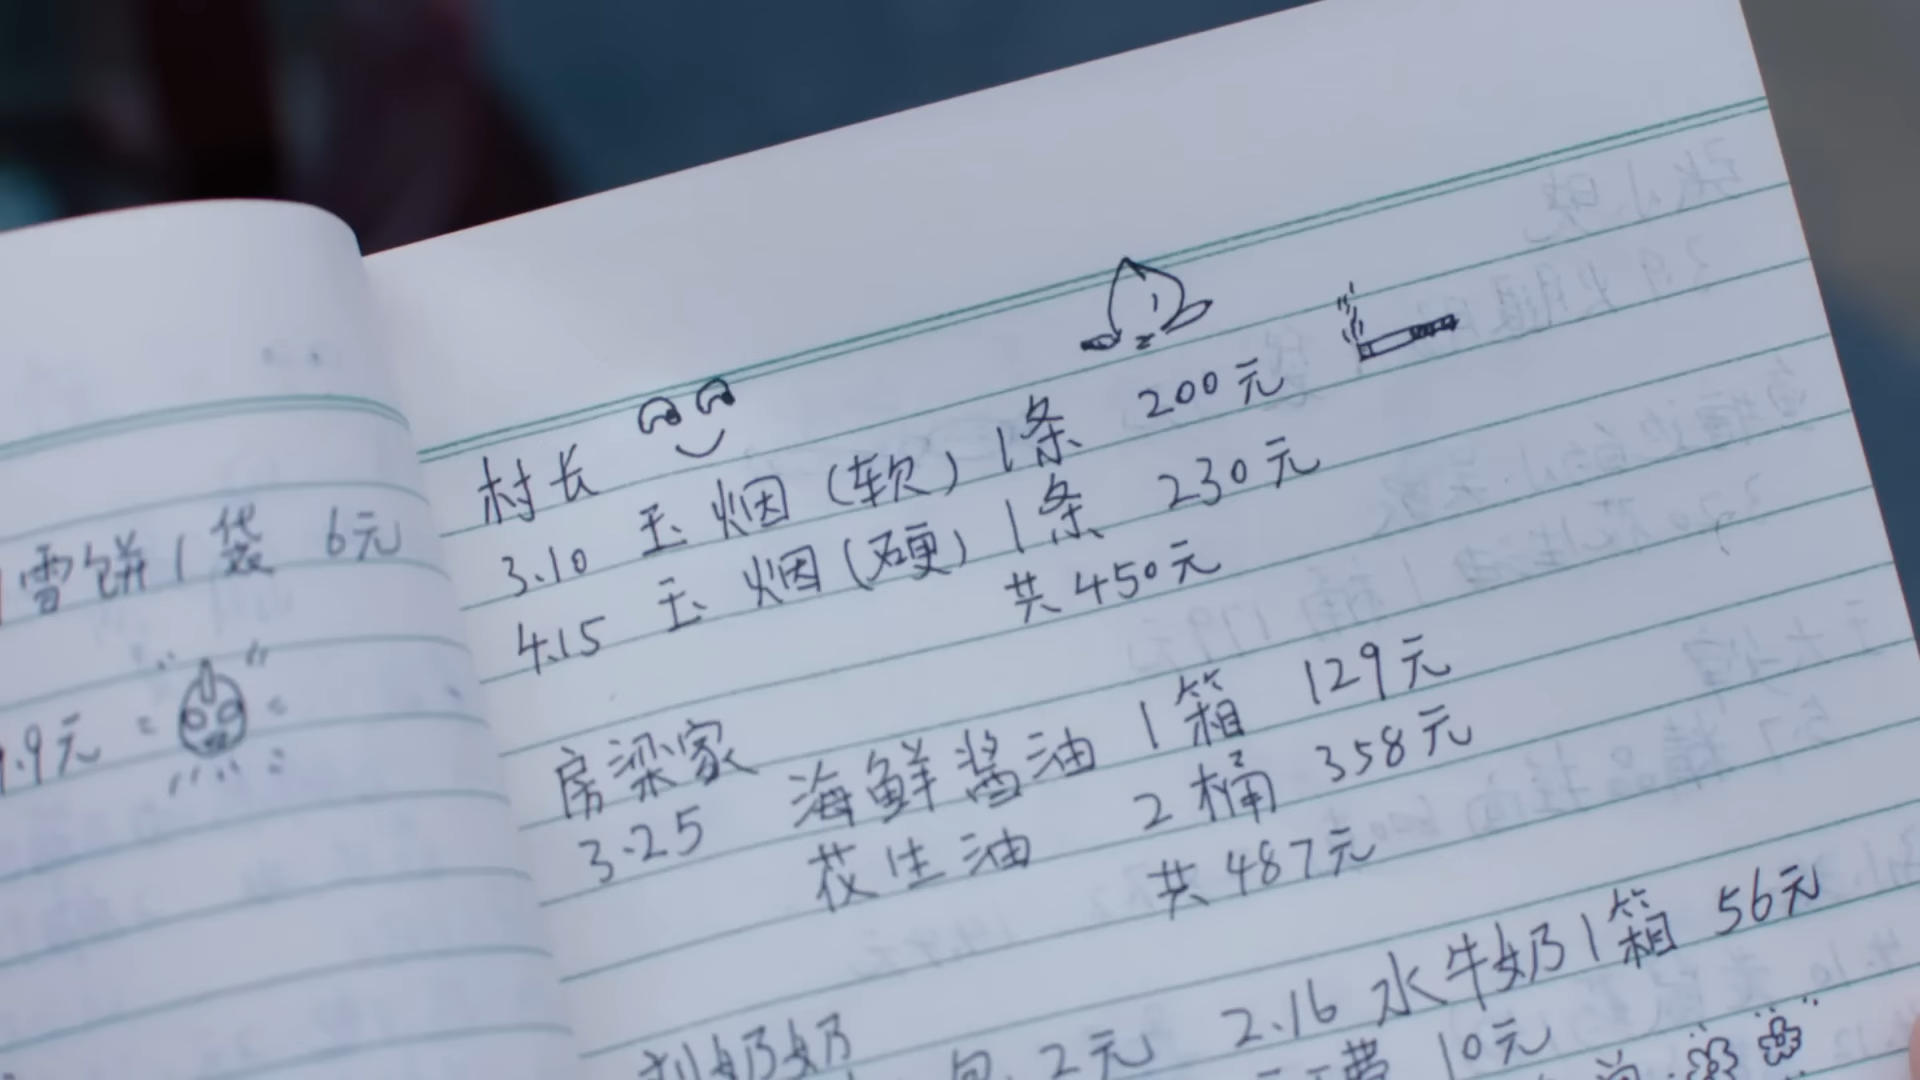 雪饼1袋 6元
.9元
村长
3.10 玉烟（软）1条 200元
4.15 玉烟（硬）1条 230元
共450元
房梁家
3.25 海鲜酱油 1箱 129元
花生油 2桶 358元
共487元
刘奶奶
2.16 水牛奶1箱 56元
包 2元
费 10元